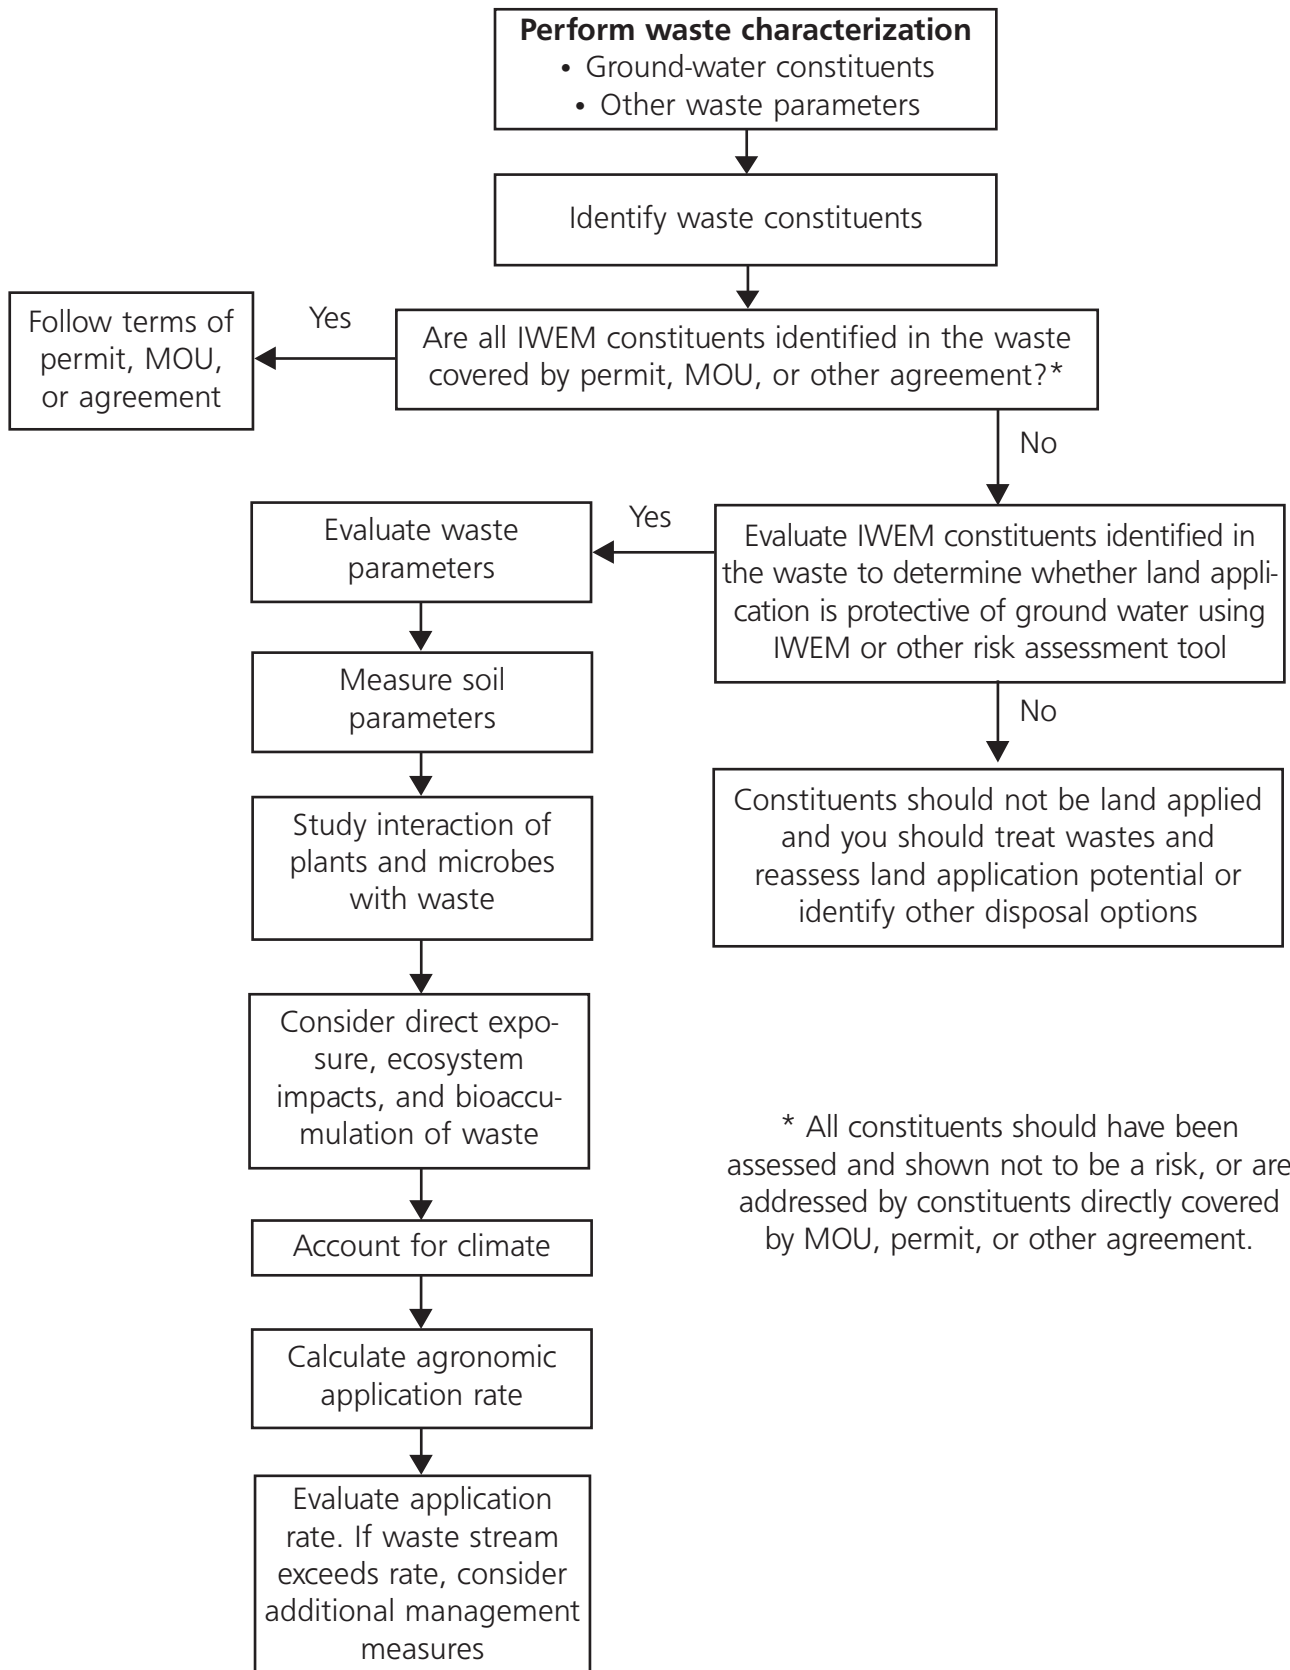 Perform waste characterization
• Ground-water constituents
• Other waste parameters
Identify waste constituents
Follow terms of
permit, MOU,
or agreement
Yes
Are all IWEM constituents identified in the waste
covered by permit, MOU, or other agreement?*
No
Evaluate waste
parameters
Yes
Evaluate IWEM constituents identified in
the waste to determine whether land appli-
cation is protective of ground water using
IWEM or other risk assessment tool
Measure soil
parameters
No
Study interaction of
plants and microbes
with waste
Constituents should not be land applied
and you should treat wastes and
reassess land application potential or
identify other disposal options
Consider direct expo-
sure, ecosystem
impacts, and bioaccu-
mulation of waste
* All constituents should have been
assessed and shown not to be a risk, or are
addressed by constituents directly covered
by MOU, permit, or other agreement.
Account for climate
Calculate agronomic
application rate
Evaluate application
rate. If waste stream
exceeds rate, consider
additional management
measures